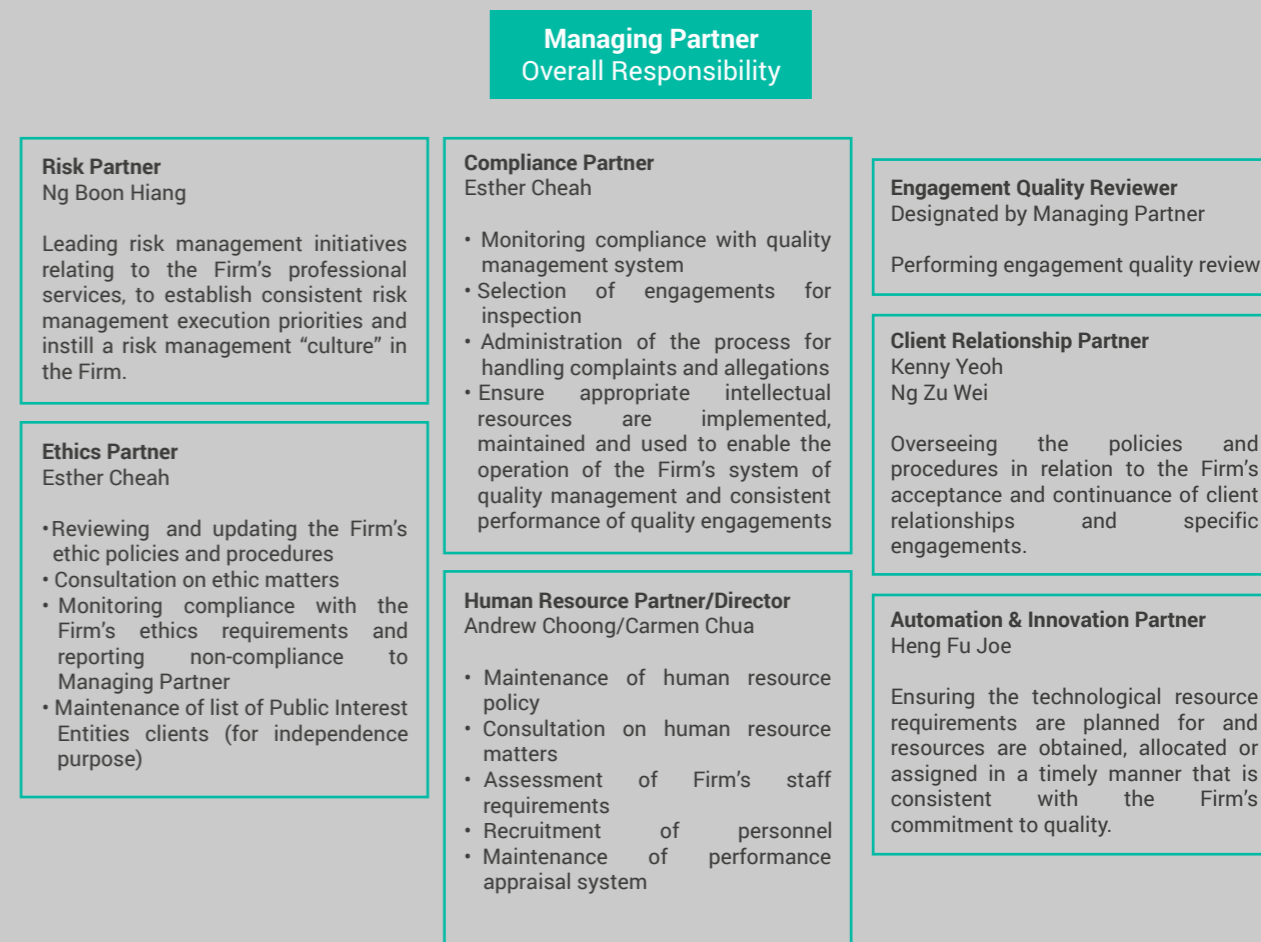 Managing Partner
Overall Responsibility
Risk Partner
Ng Boon Hiang
Leading risk management initiatives
relating to the Firm's professional
services, to establish consistent risk
management execution priorities and
instill a risk management “culture” in
the Firm.
Ethics Partner
Esther Cheah
•Reviewing and updating the Firm's
ethic policies and procedures
• Consultation on ethic matters
• Monitoring compliance with the
Firm's ethics requirements and
reporting non-compliance to
Managing Partner
• Maintenance of list of Public Interest
Entities clients (for independence
purpose)
Compliance Partner
Esther Cheah
• Monitoring compliance with quality
management system
• Selection of engagements for
inspection
• Administration of the process for
handling complaints and allegations
• Ensure appropriate intellectual
resources are implemented,
maintained and used to enable the
operation of the Firm's system of
quality management and consistent
performance of quality engagements
Human Resource Partner/Director
Andrew Choong/Carmen Chua
• Maintenance of human resource
policy
• Consultation on human resource
matters
• Assessment of Firm's staff
requirements
• Recruitment of personnel
• Maintenance of performance
appraisal system
Engagement Quality Reviewer
Designated by Managing Partner
Performing engagement quality review
Client Relationship Partner
Kenny Yeoh
Ng Zu Wei
Overseeing the policies and
procedures in relation to the Firm's
acceptance and continuance of client
relationships and specific
engagements.
Automation & Innovation Partner
Heng Fu Joe
Ensuring the technological resource
requirements are planned for and
resources are obtained, allocated or
assigned in a timely manner that is
consistent with the Firm's
commitment to quality.